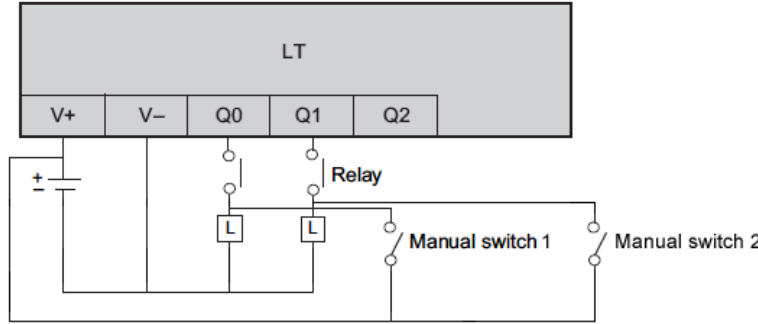 LT
V+ V– Q0 Q1 Q2
+
–
Relay
L L
Manual switch 1 Manual switch 2